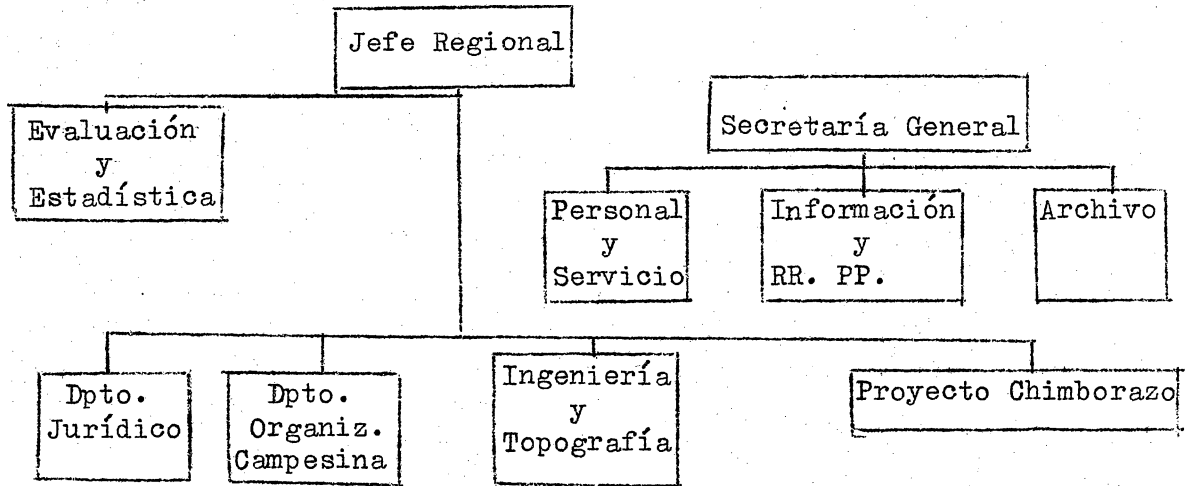 Jefe Regional
Evaluación
y
Estadística
Secretaría General
Personal
y
Servicio
Información
y
RR. PP.
Archivo
Dpto.
Jurídico
Dpto.
Organiz.
Campesina
Ingeniería
y
Topografía
Proyecto Chimborazo